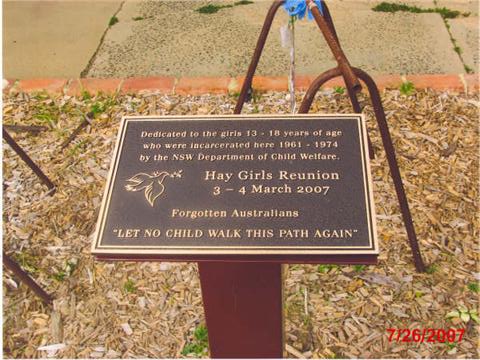 Dedicated to the girls 13 - 18 years of age
who were incarcerated here 1961 - 1974
by the NSW Department of Child Welfare.
Hay Girls Reunion
3 – 4 March 2007
Forgotten Australians
"LET NO CHILD WALK THIS PATH AGAIN"
7/26/2007